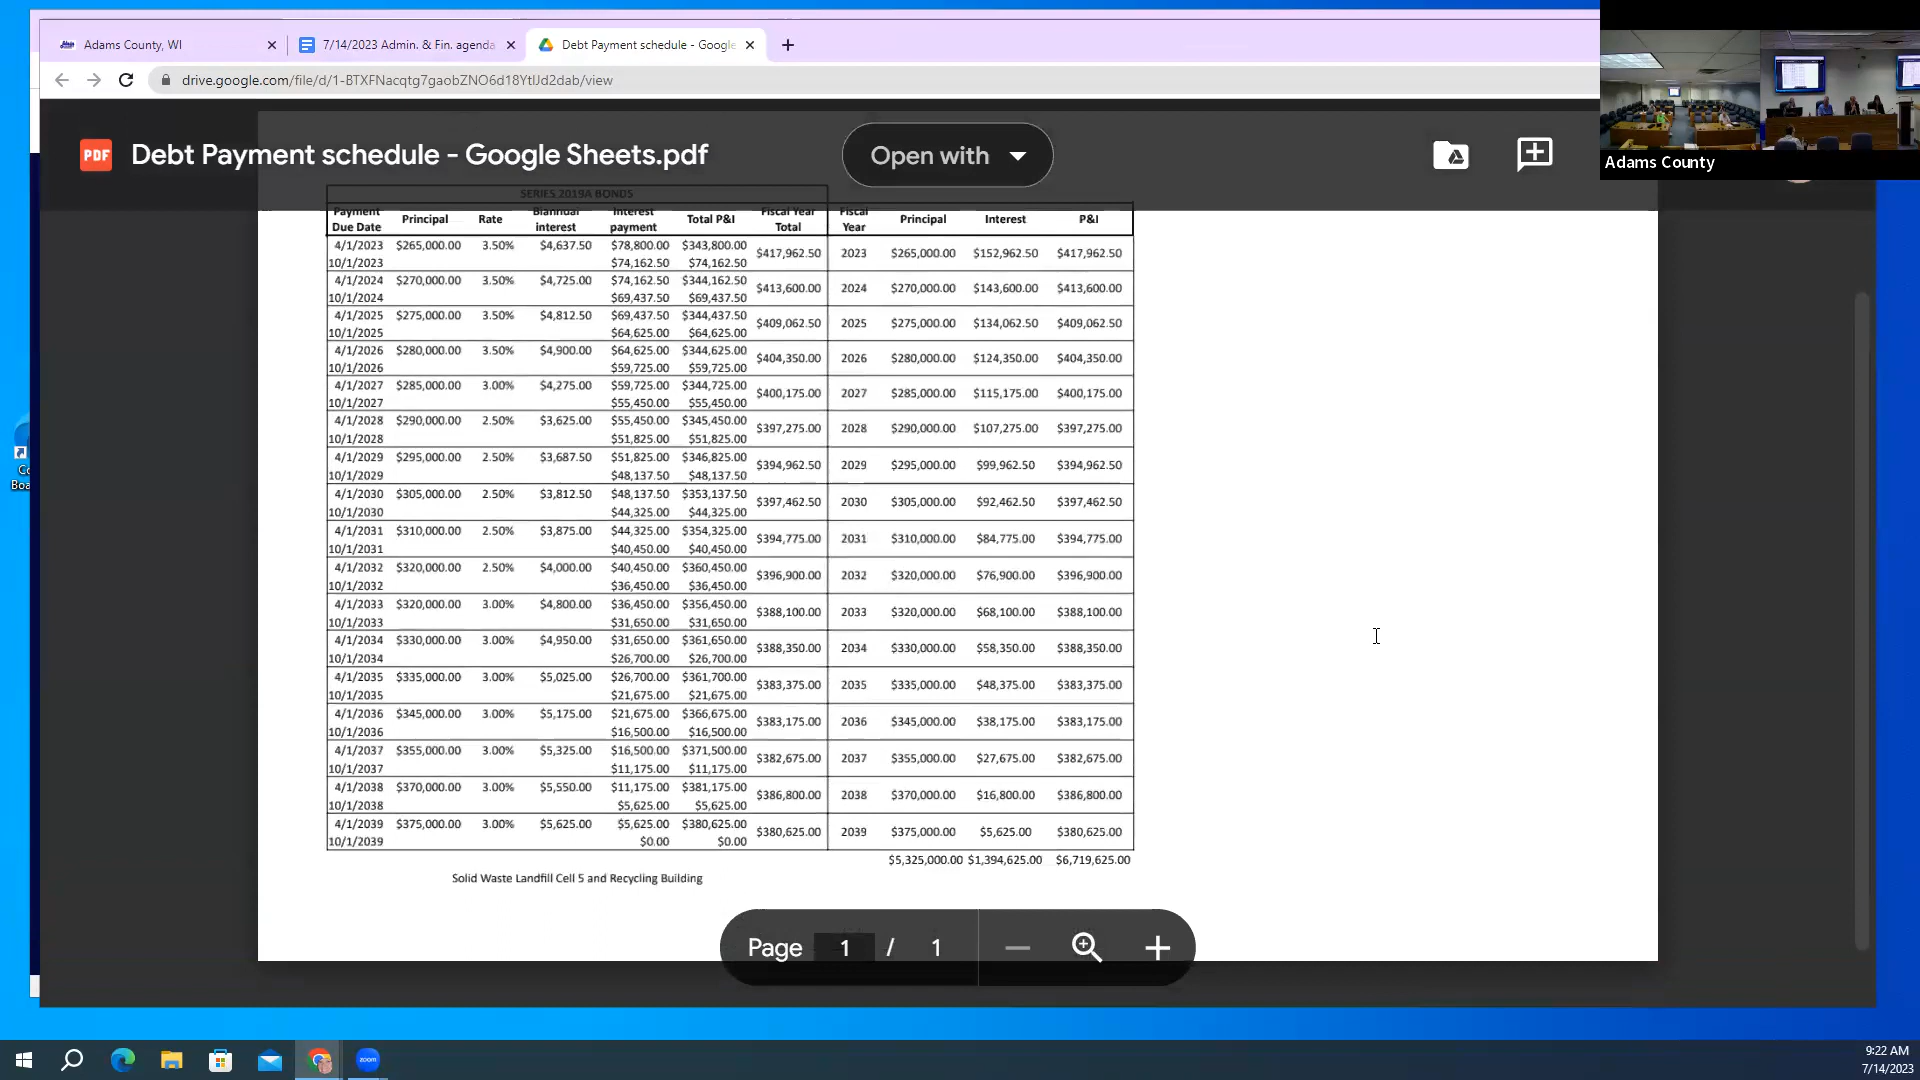 Adams County, WI
7/14/2023 Admin. & Fin. agenda
Debt Payment schedule - Google
drive.google.com/file/d/1-BTXFNacqtg7gaobZNO6d18YtIJd2dab/view
PDF Debt Payment schedule - Google Sheets.pdf
Open with
Adams County
SERIES 2019A BONDS
Payment Due Date Principal Rate Biannual interest Interest payment Total P&I Fiscal Year Total Fiscal Year Principal Interest P&I
4/1/2023 $265,000.00 3.50% $4,637.50 $78,800.00 $343,800.00 $417,962.50 2023 $265,000.00 $152,962.50 $417,962.50
10/1/2023 $74,162.50 $74,162.50
4/1/2024 $270,000.00 3.50% $4,725.00 $74,162.50 $344,162.50 $413,600.00 2024 $270,000.00 $143,600.00 $413,600.00
10/1/2024 $69,437.50 $69,437.50
4/1/2025 $275,000.00 3.50% $4,812.50 $69,437.50 $344,437.50 $409,062.50 2025 $275,000.00 $134,062.50 $409,062.50
10/1/2025 $64,625.00 $64,625.00
4/1/2026 $280,000.00 3.50% $4,900.00 $64,625.00 $344,625.00 $404,350.00 2026 $280,000.00 $124,350.00 $404,350.00
10/1/2026 $59,725.00 $59,725.00
4/1/2027 $285,000.00 3.00% $4,275.00 $59,725.00 $344,725.00 $400,175.00 2027 $285,000.00 $115,175.00 $400,175.00
10/1/2027 $55,450.00 $55,450.00
4/1/2028 $290,000.00 2.50% $3,625.00 $55,450.00 $345,450.00 $397,275.00 2028 $290,000.00 $107,275.00 $397,275.00
10/1/2028 $51,825.00 $51,825.00
4/1/2029 $295,000.00 2.50% $3,687.50 $51,825.00 $346,825.00 $394,962.50 2029 $295,000.00 $99,962.50 $394,962.50
10/1/2029 $48,137.50 $48,137.50
4/1/2030 $305,000.00 2.50% $3,812.50 $48,137.50 $353,137.50 $397,462.50 2030 $305,000.00 $92,462.50 $397,462.50
10/1/2030 $44,325.00 $44,325.00
4/1/2031 $310,000.00 2.50% $3,875.00 $44,325.00 $354,325.00 $394,775.00 2031 $310,000.00 $84,775.00 $394,775.00
10/1/2031 $40,450.00 $40,450.00
4/1/2032 $320,000.00 2.50% $4,000.00 $40,450.00 $360,450.00 $396,900.00 2032 $320,000.00 $76,900.00 $396,900.00
10/1/2032 $36,450.00 $36,450.00
4/1/2033 $320,000.00 3.00% $4,800.00 $36,450.00 $356,450.00 $388,100.00 2033 $320,000.00 $68,100.00 $388,100.00
10/1/2033 $31,650.00 $31,650.00
4/1/2034 $330,000.00 3.00% $4,950.00 $31,650.00 $361,650.00 $388,350.00 2034 $330,000.00 $58,350.00 $388,350.00
10/1/2034 $26,700.00 $26,700.00
4/1/2035 $335,000.00 3.00% $5,025.00 $26,700.00 $361,700.00 $383,375.00 2035 $335,000.00 $48,375.00 $383,375.00
10/1/2035 $21,675.00 $21,675.00
4/1/2036 $345,000.00 3.00% $5,175.00 $21,675.00 $366,675.00 $383,175.00 2036 $345,000.00 $38,175.00 $383,175.00
10/1/2036 $16,500.00 $16,500.00
4/1/2037 $355,000.00 3.00% $5,325.00 $16,500.00 $371,500.00 $382,675.00 2037 $355,000.00 $27,675.00 $382,675.00
10/1/2037 $11,175.00 $11,175.00
4/1/2038 $370,000.00 3.00% $5,550.00 $11,175.00 $381,175.00 $386,800.00 2038 $370,000.00 $16,800.00 $386,800.00
10/1/2038 $5,625.00 $5,625.00
4/1/2039 $375,000.00 3.00% $5,625.00 $5,625.00 $380,625.00 $380,625.00 2039 $375,000.00 $5,625.00 $380,625.00
10/1/2039 $0.00 $0.00
$5,325,000.00 $1,394,625.00 $6,719,625.00
Solid Waste Landfill Cell 5 and Recycling Building
Page 1 / 1
Co
Boa
zoom
9:22 AM
7/14/2023